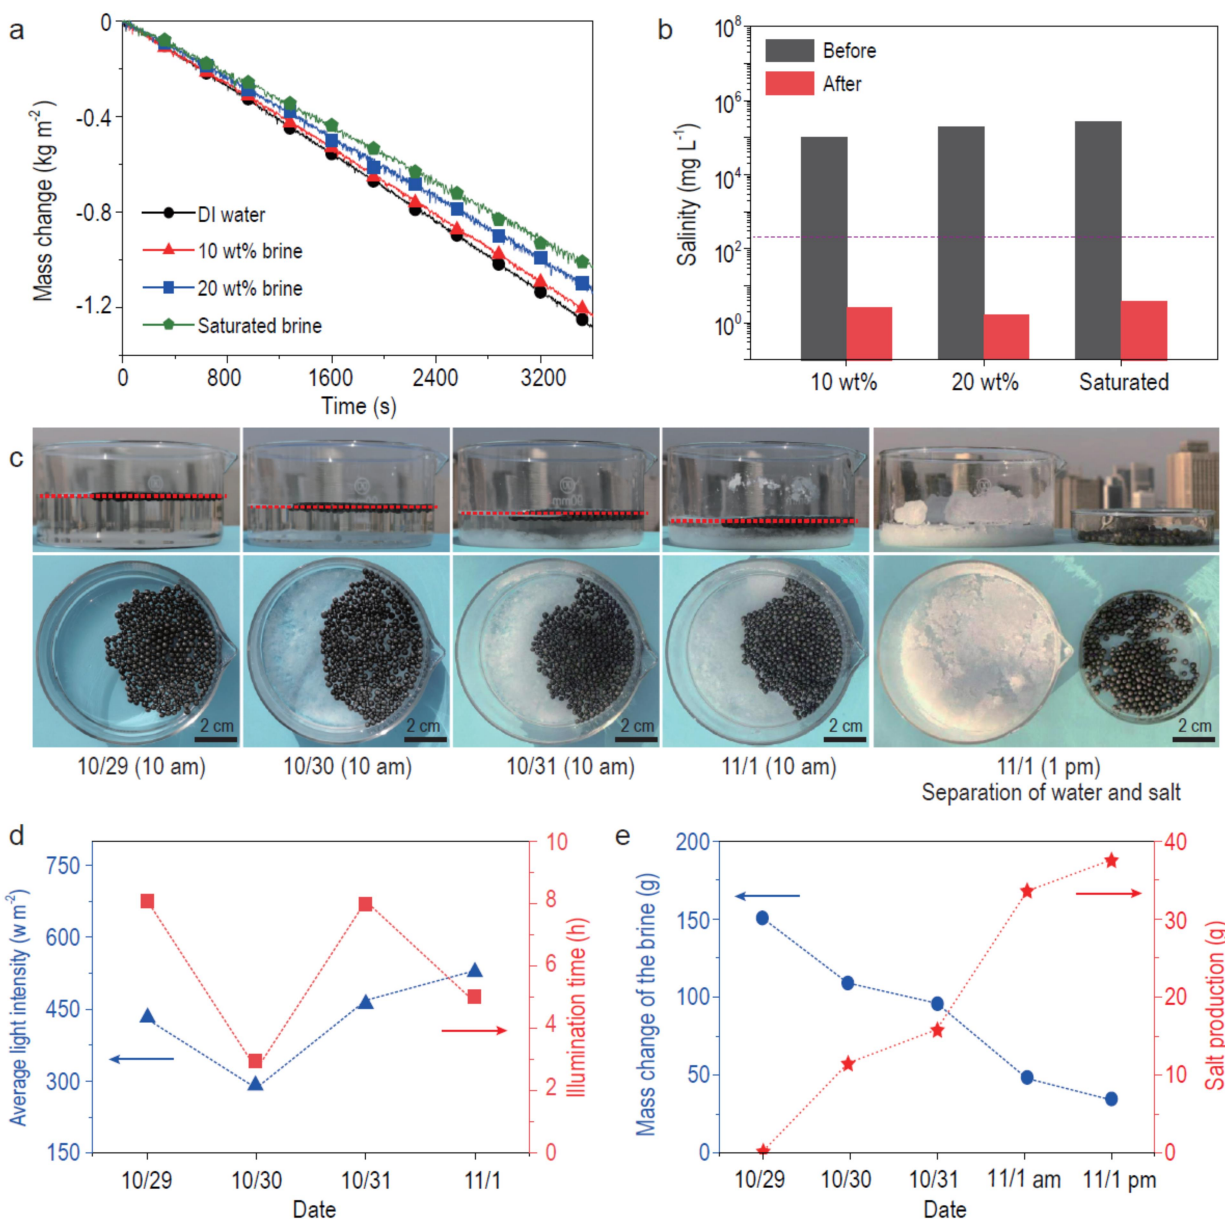 a
0
-0.4
-0.8
-1.2
Mass change (kg m⁻²)
DI water
10 wt% brine
20 wt% brine
Saturated brine
0 800 1600 2400 3200
Time (s)
b
10⁸
10⁶
10⁴
10²
10⁰
Salinity (mg L⁻¹)
Before
After
10 wt% 20 wt% Saturated
c
2 cm 2 cm 2 cm 2 cm 2 cm
10/29 (10 am) 10/30 (10 am) 10/31 (10 am) 11/1 (10 am) 11/1 (1 pm)
Separation of water and salt
d
750
600
450
300
150
Average light intensity (w m⁻²)
10
8
6
4
2
0
Illumination time (h)
10/29 10/30 10/31 11/1
Date
e
200
150
100
50
0
Mass change of the brine (g)
40
30
20
10
0
Salt production (g)
10/29 10/30 10/31 11/1 am 11/1 pm
Date